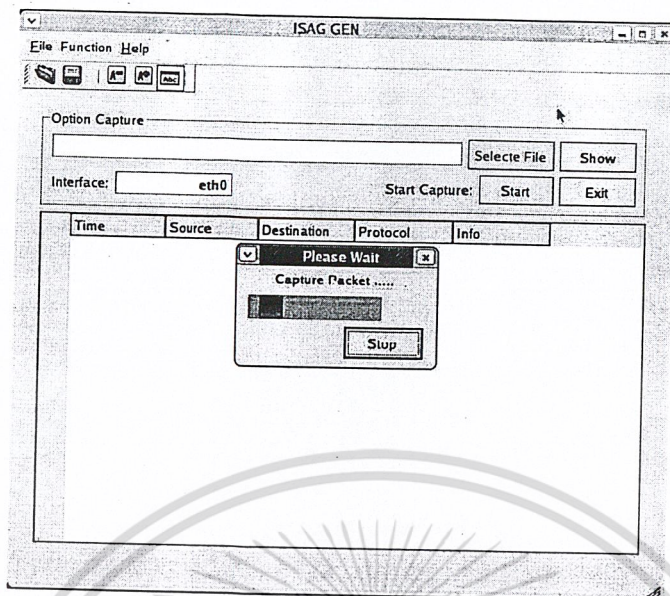 ISAG GEN
File Function Help
Abc
Option Capture
Selecte File Show
Interface: eth0 Start Capture: Start Exit
Time Source Destination Protocol Info
Please Wait
Capture Packet .....
Stop